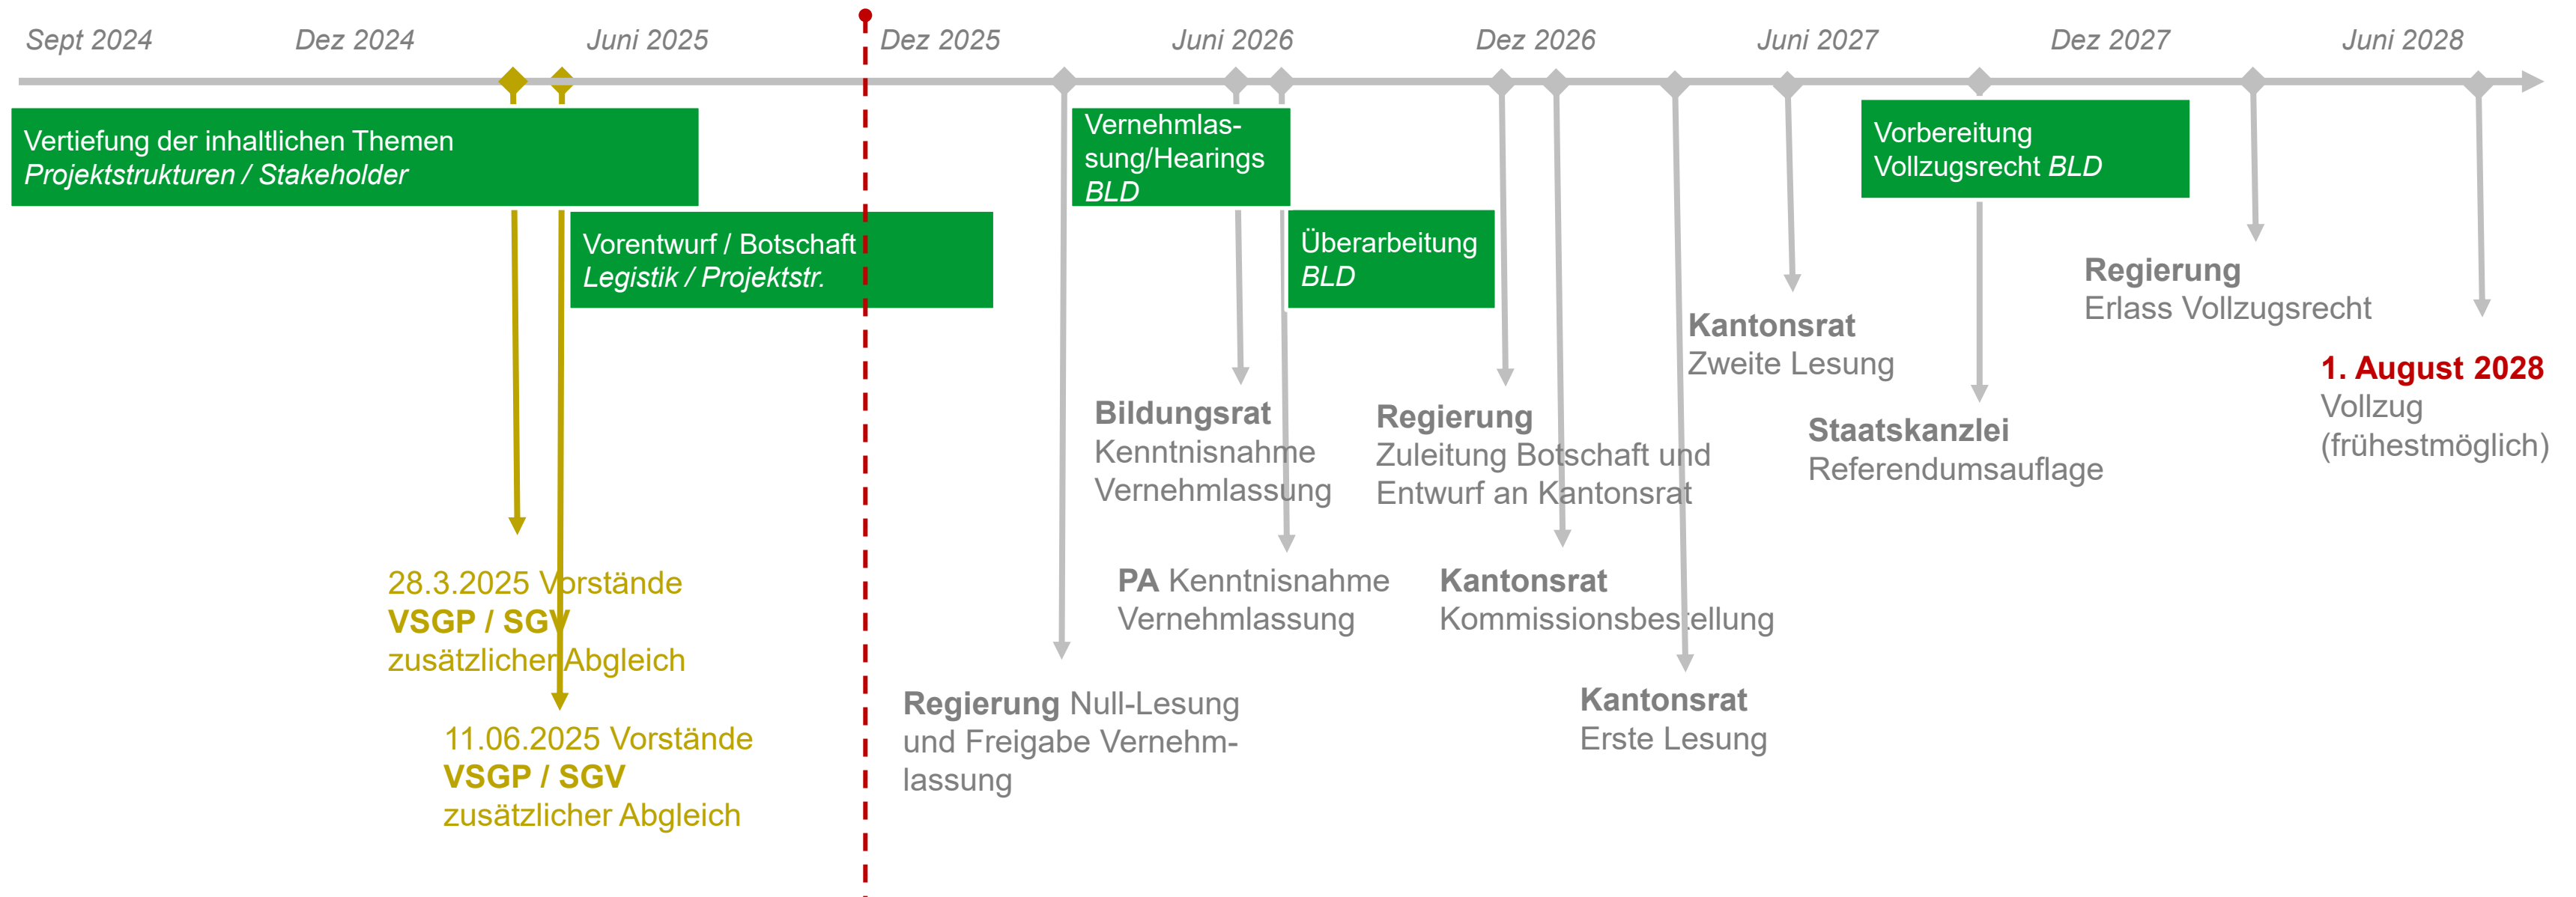 Sept 2024
Dez 2024
Juni 2025
Dez 2025
Juni 2026
Dez 2026
Juni 2027
Dez 2027
Juni 2028
Vertiefung der inhaltlichen Themen
Projektstrukturen / Stakeholder
Vorentwurf / Botschaft
Legistik / Projektstr.
Vernehmlas-
sung/Hearings
BLD
Überarbeitung
BLD
Vorbereitung
Vollzugsrecht BLD
28.3.2025 Vorstände
VSGP / SGV
zusätzlicher Abgleich
11.06.2025 Vorstände
VSGP / SGV
zusätzlicher Abgleich
Regierung Null-Lesung
und Freigabe Vernehm-
lassung
Bildungsrat
Kenntnisnahme
Vernehmlassung
PA Kenntnisnahme
Vernehmlassung
Regierung
Zuleitung Botschaft und
Entwurf an Kantonsrat
Kantonsrat
Kommissionsbestellung
Kantonsrat
Erste Lesung
Kantonsrat
Zweite Lesung
Staatskanzlei
Referendumsauflage
Regierung
Erlass Vollzugsrecht
1. August 2028
Vollzug
(frühestmöglich)